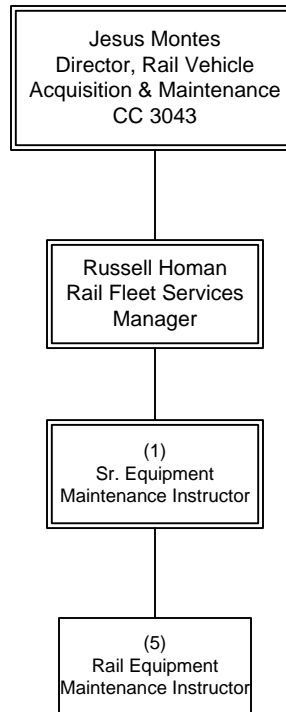 Jesus Montes
Director, Rail Vehicle
Acquisition & Maintenance
CC 3043
Russell Homan
Rail Fleet Services
Manager
(1)
Sr. Equipment
Maintenance Instructor
(5)
Rail Equipment
Maintenance Instructor